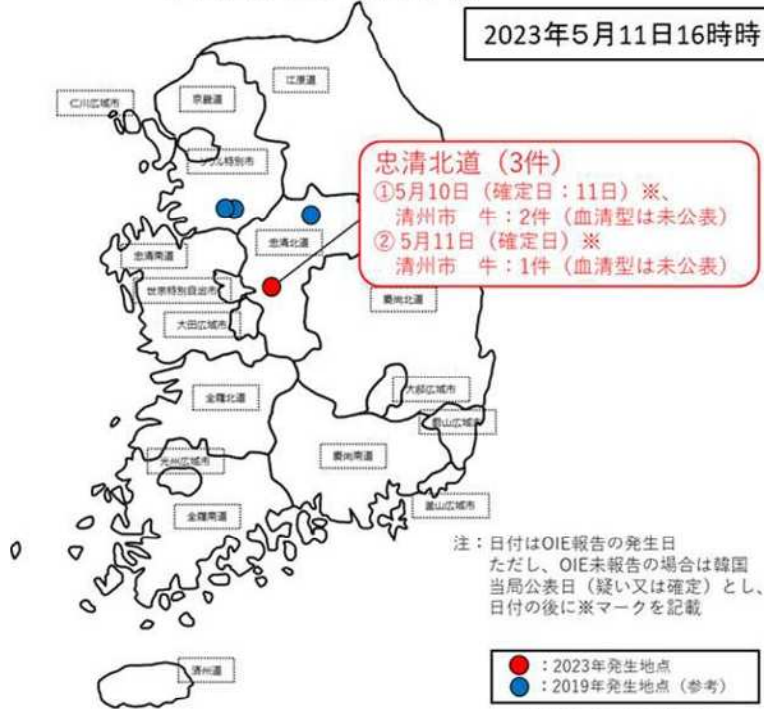 2023年5月11日16時時
江原道
京畿道
仁川広域市
ソウル特別市
忠清北道（3件）
①5月10日（確定日：11日）※、
清州市　牛：2件（血清型は未公表）
② 5月11日（確定日）※
清州市　牛：1件（血清型は未公表）
忠清北道
忠清南道
世宗特別自治市
慶尚北道
大田広域市
大邱広域市
全羅北道
慶尚南道
光州広域市
釜山広域市
全羅南道
注：日付はOIE報告の発生日
ただし、OIE未報告の場合は韓国
当局公表日（疑い又は確定）とし、
日付の後に※マークを記載
●：2023年発生地点
●：2019年発生地点（参考）